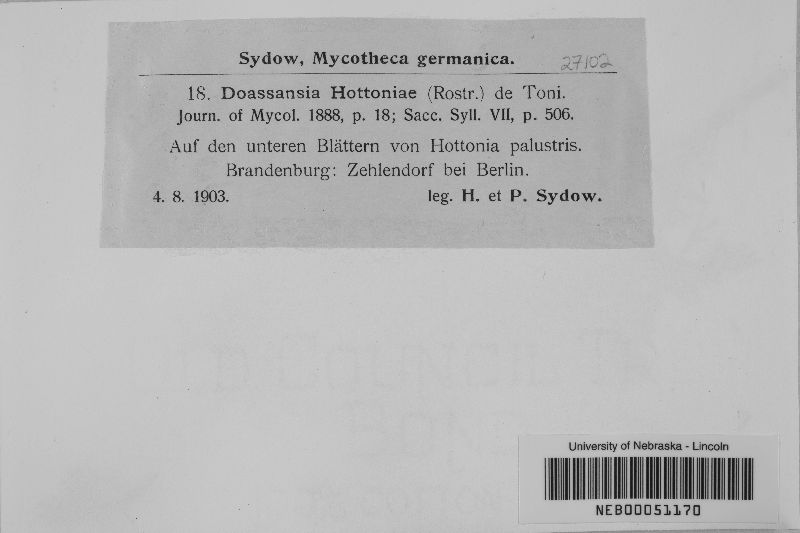 Sydow, Mycotheca germanica. 27102
18. Doassansia Hottoniae (Rostr.) de Toni.
Journ. of Mycol. 1888, p. 18; Sacc. Syll. VII, p. 506.
Auf den unteren Blättern von Hottonia palustris.
Brandenburg: Zehlendorf bei Berlin.
4. 8. 1903. leg. H. et P. Sydow.
University of Nebraska - Lincoln
NEB00051170